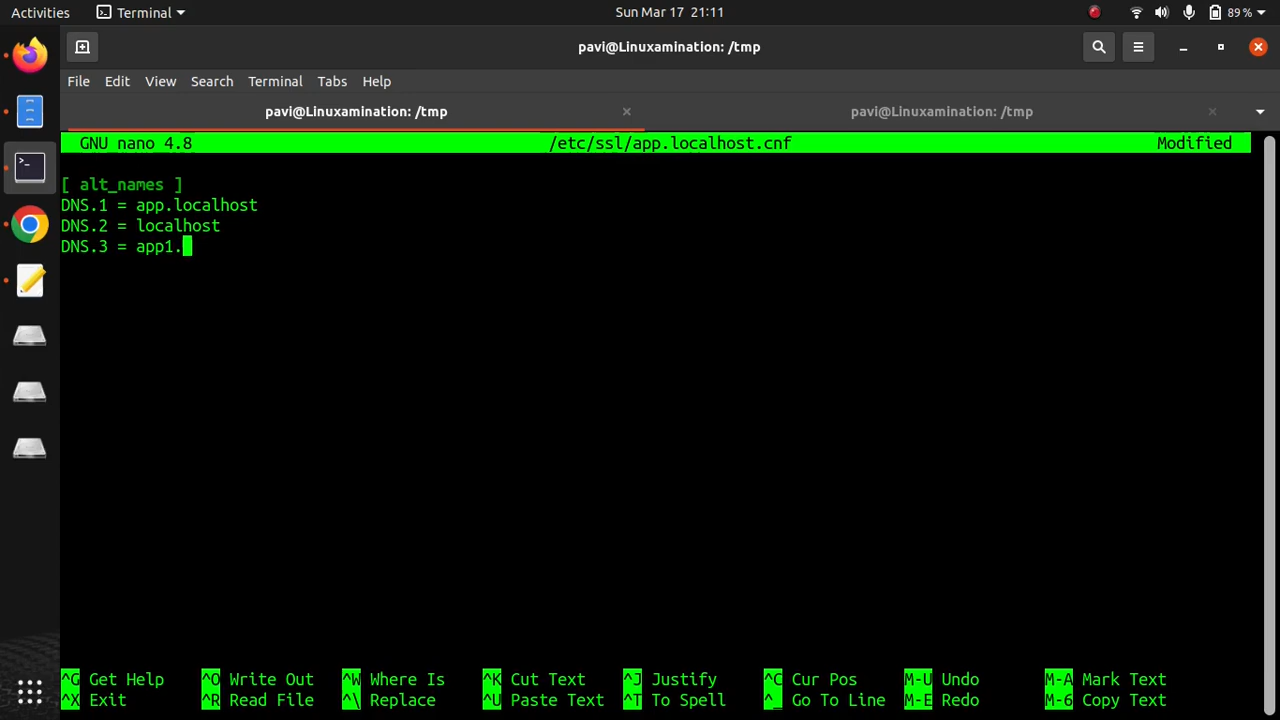 Activities Terminal Sun Mar 17 21:11 89 %
pavi@Linuxamination: /tmp
File Edit View Search Terminal Tabs Help
pavi@Linuxamination: /tmp × pavi@Linuxamination: /tmp ×
GNU nano 4.8 /etc/ssl/app.localhost.cnf Modified
[ alt_names ]
DNS.1 = app.localhost
DNS.2 = localhost
DNS.3 = app1.
^G Get Help ^O Write Out ^W Where Is ^K Cut Text ^J Justify ^C Cur Pos M-U Undo M-A Mark Text
^X Exit ^R Read File ^\ Replace ^U Paste Text ^T To Spell ^_ Go To Line M-E Redo M-6 Copy Text